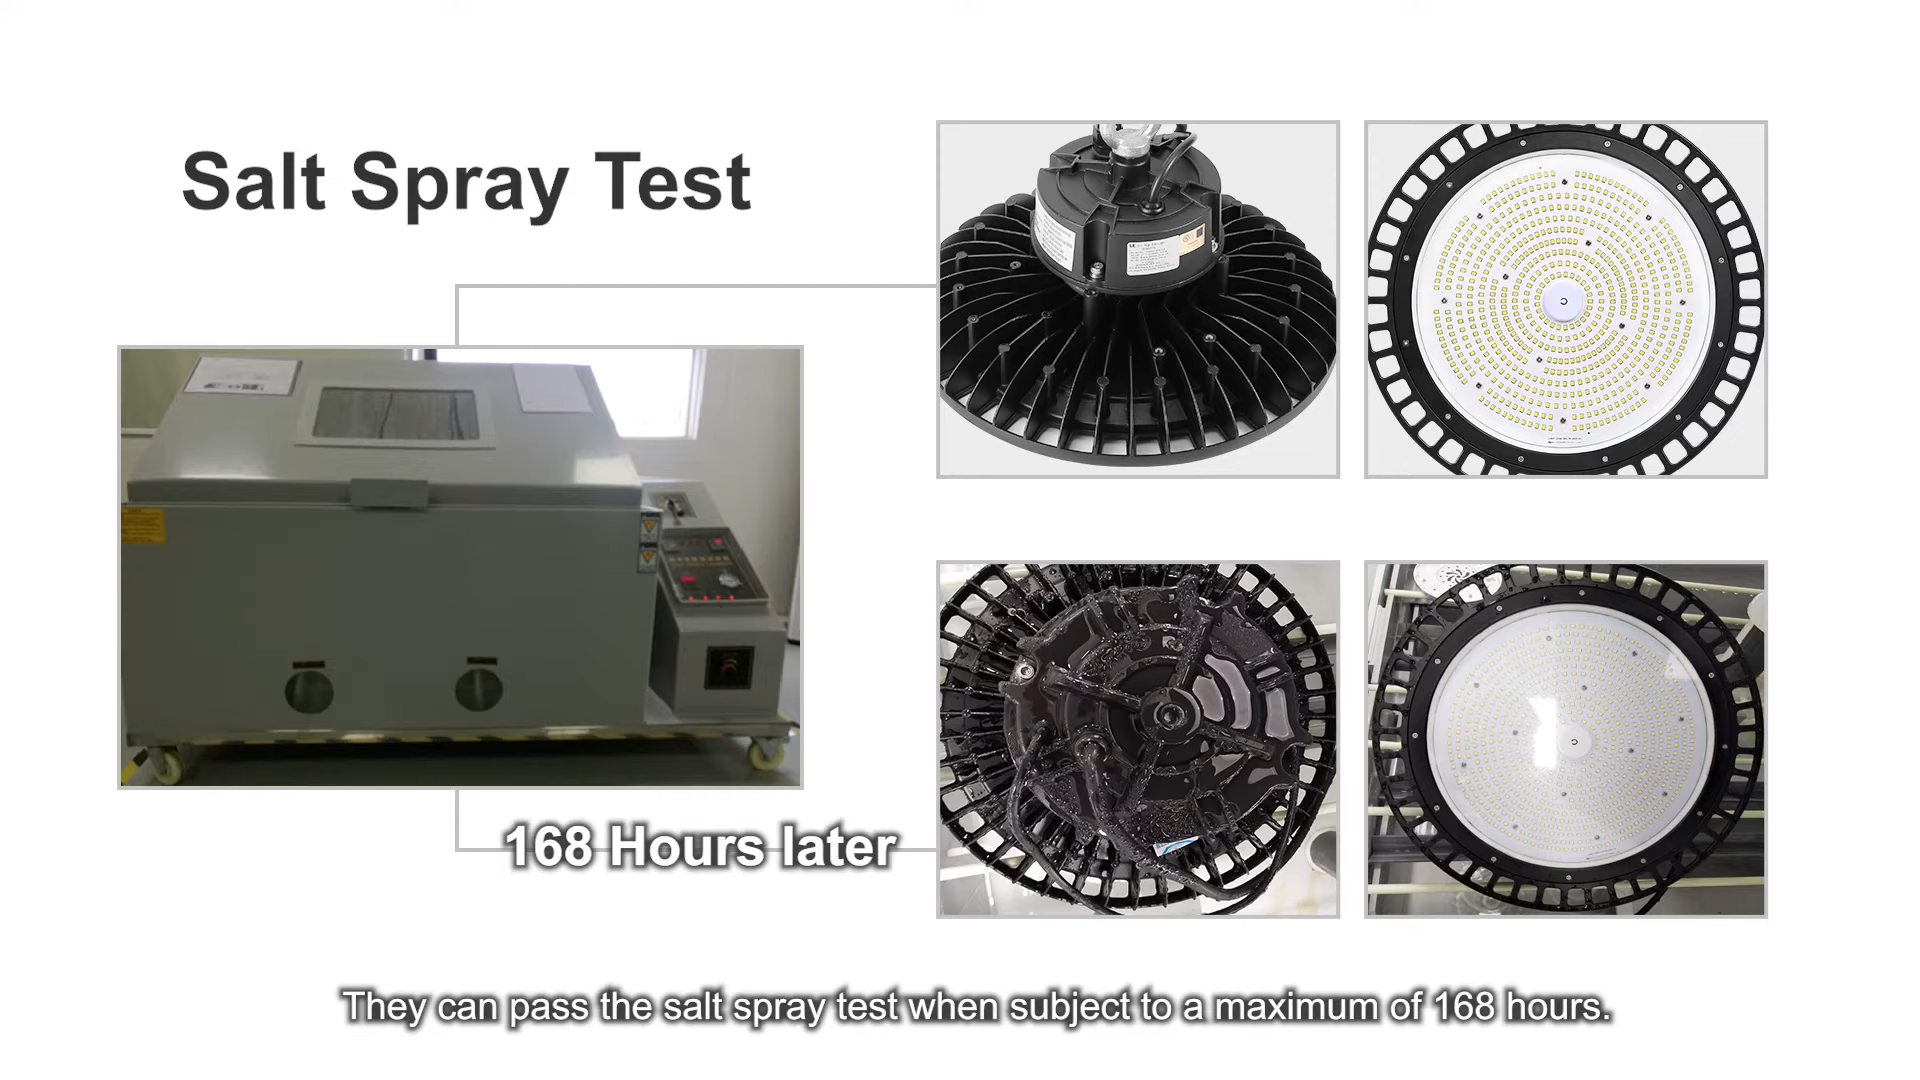 Salt Spray Test
168 Hours later
They can pass the salt spray test when subject to a maximum of 168 hours.